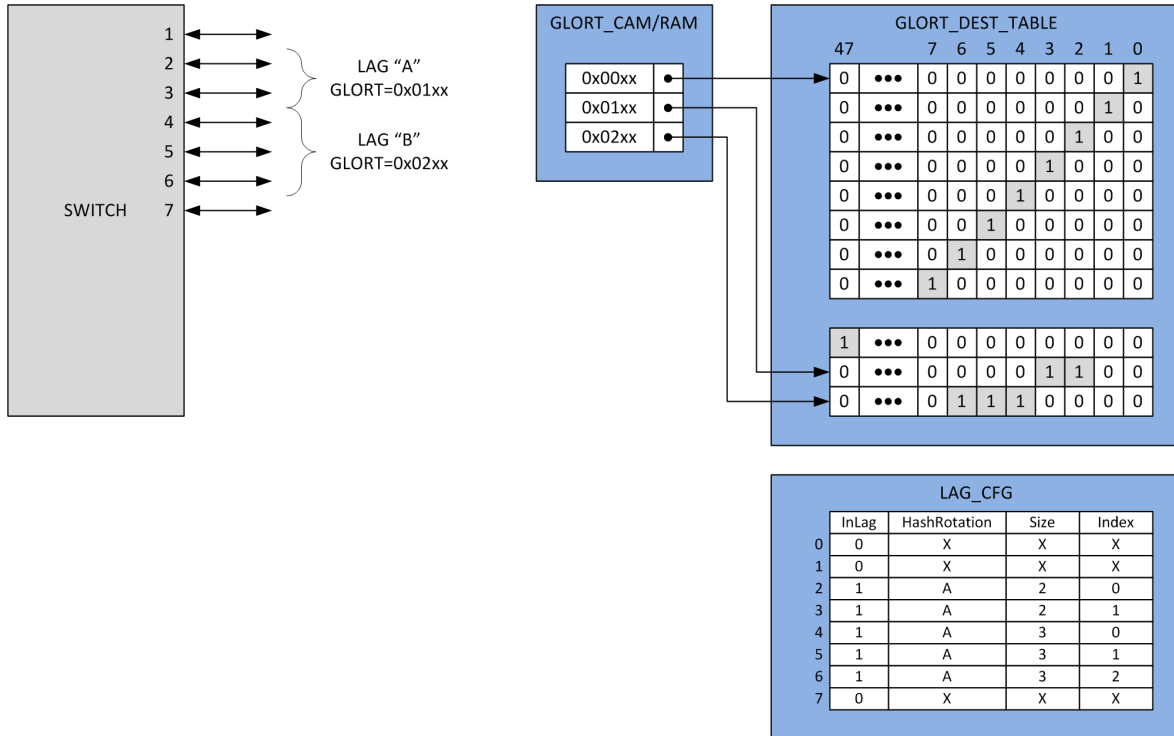 SWITCH
1
2
3
4
5
6
7
LAG “A”
GLORT=0x01xx
LAG “B”
GLORT=0x02xx
GLORT_CAM/RAM
0x00xx
0x01xx
0x02xx
GLORT_DEST_TABLE
47 7 6 5 4 3 2 1 0
0 ●●● 0 0 0 0 0 0 0 1
0 ●●● 0 0 0 0 0 0 1 0
0 ●●● 0 0 0 0 0 1 0 0
0 ●●● 0 0 0 0 1 0 0 0
0 ●●● 0 0 0 1 0 0 0 0
0 ●●● 0 0 1 0 0 0 0 0
0 ●●● 0 1 0 0 0 0 0 0
0 ●●● 1 0 0 0 0 0 0 0
1 ●●● 0 0 0 0 0 0 0 0
0 ●●● 0 0 0 0 1 1 0 0
0 ●●● 0 1 1 1 0 0 0 0
LAG_CFG
InLag HashRotation Size Index
0 0 X X X
1 0 X X X
2 1 A 2 0
3 1 A 2 1
4 1 A 3 0
5 1 A 3 1
6 1 A 3 2
7 0 X X X